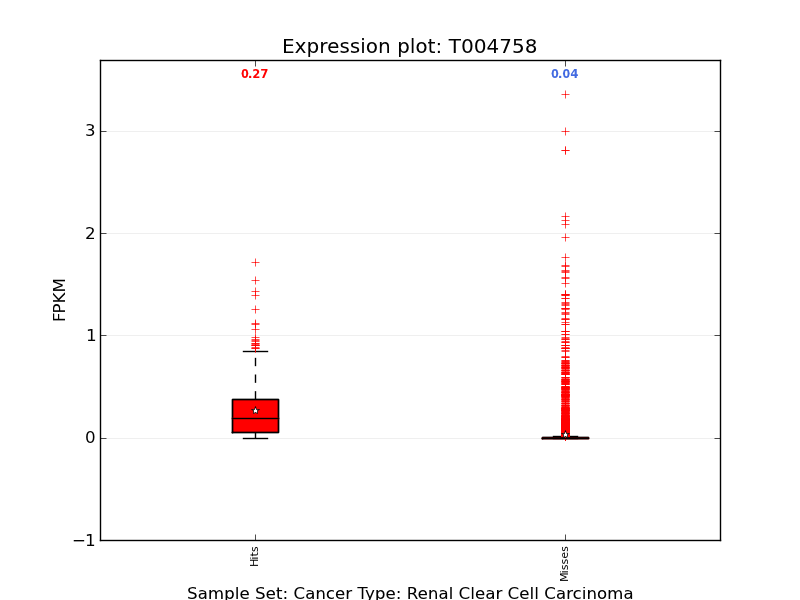 Expression plot: T004758
0.27
0.04
3
2
1
0
−1
FPKM
Hits
Misses
Sample Set: Cancer Type: Renal Clear Cell Carcinoma